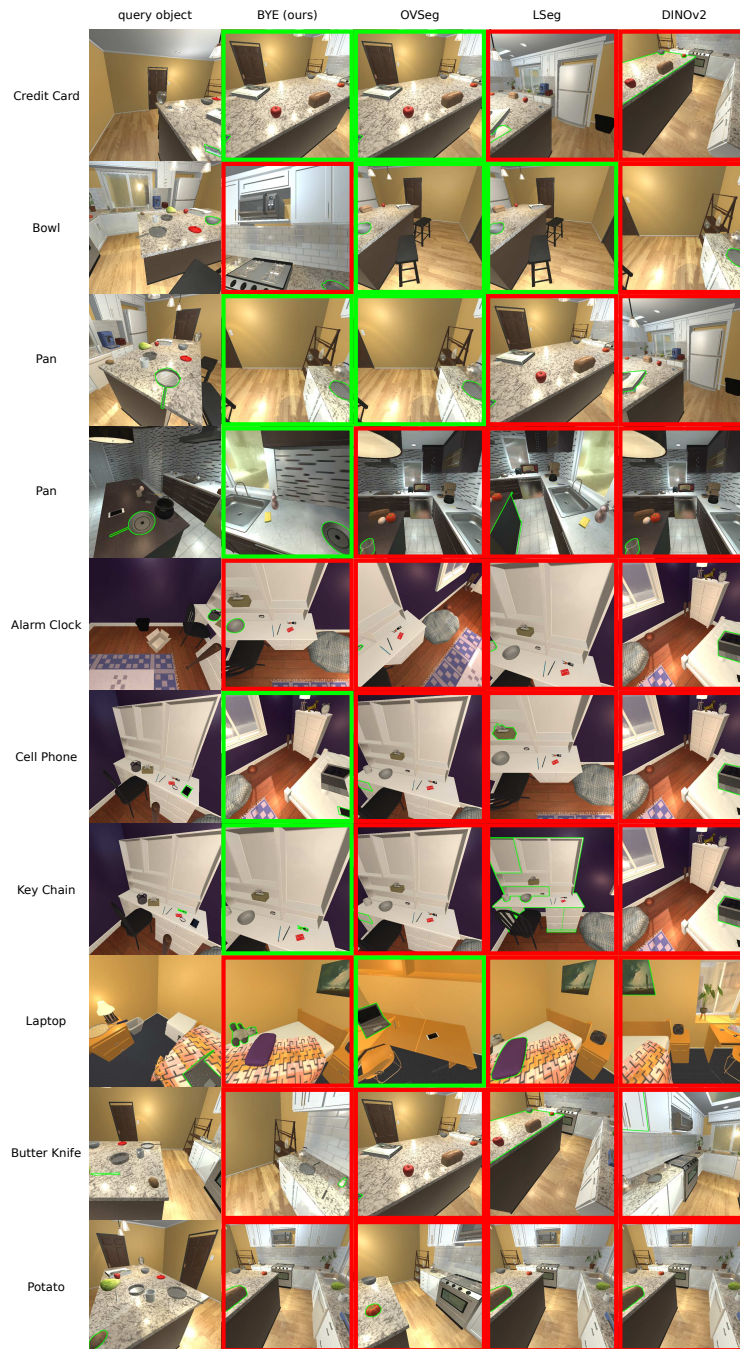 query object BYE (ours) OVSeg LSeg DINOv2
Credit Card
Bowl
Pan
Pan
Alarm Clock
Cell Phone
Key Chain
Laptop
Butter Knife
Potato